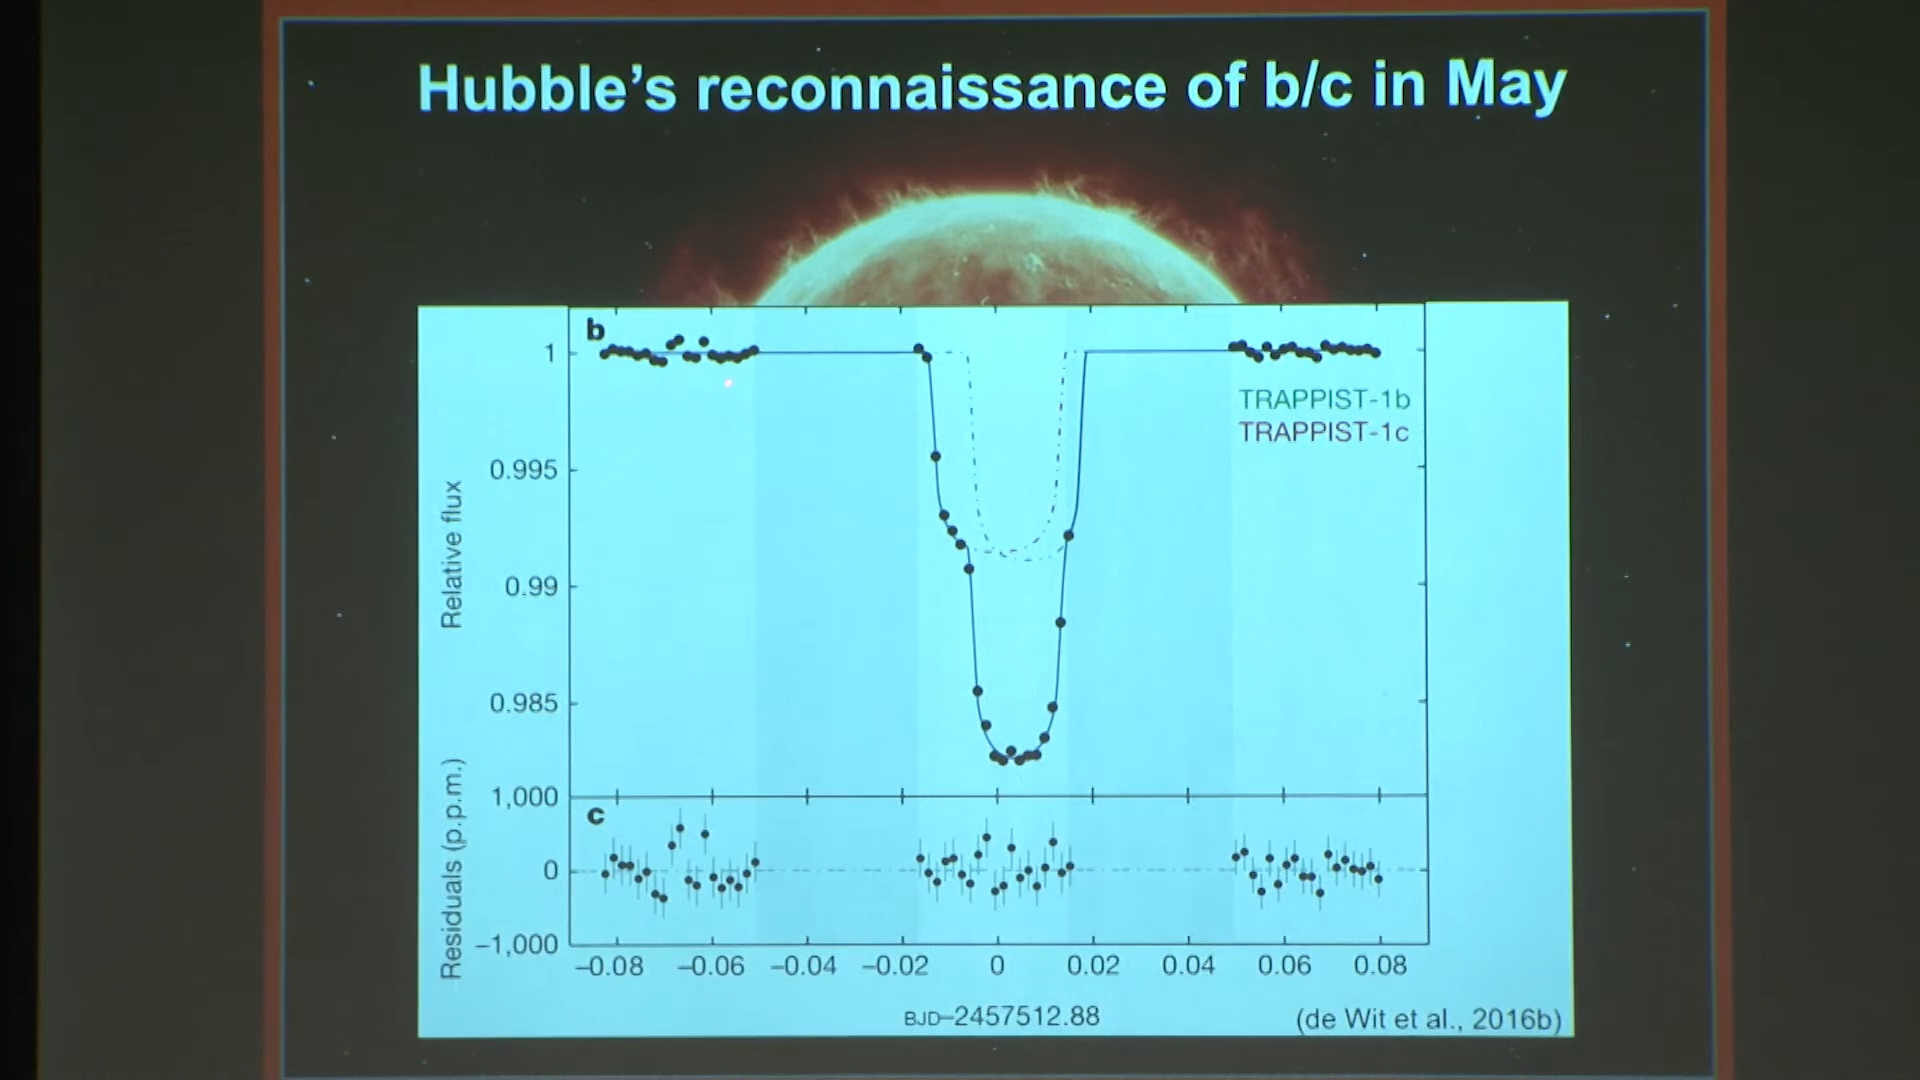 Hubble's reconnaissance of b/c in May
b
1
0.995
0.99
0.985
Relative flux
TRAPPIST-1b
TRAPPIST-1c
c
1,000
0
−1,000
Residuals (p.p.m.)
−0.08 −0.06 −0.04 −0.02 0 0.02 0.04 0.06 0.08
BJD−2457512.88
(de Wit et al., 2016b)